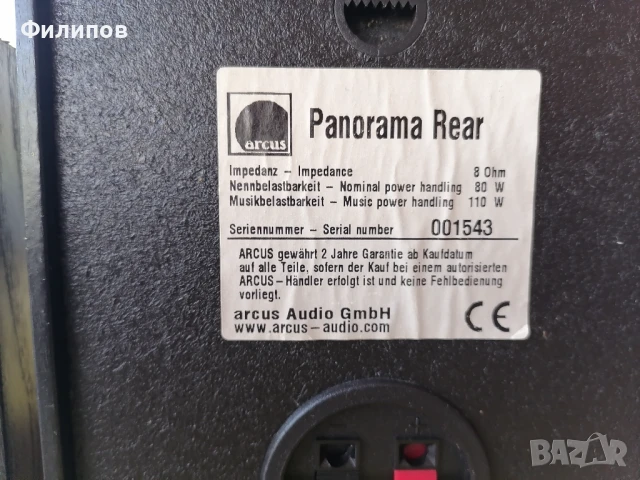 Филипов
arcus
Panorama Rear
Impedanz – Impedance 8 Ohm
Nennbelastbarkeit – Nominal power handling 80 W
Musikbelastbarkeit – Music power handling 110 W
Seriennummer – Serial number 001543
ARCUS gewährt 2 Jahre Garantie ab Kaufdatum
auf alle Teile, sofern der Kauf bei einem autorisierten
ARCUS – Händler erfolgt ist und keine Fehlbedienung
vorliegt.
arcus Audio GmbH
www.arcus–audio.com
CE
BAZAR